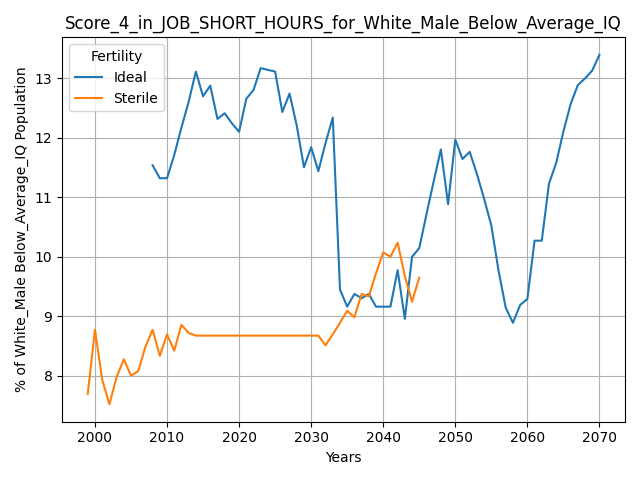 Score_4_in_JOB_SHORT_HOURS_for_White_Male_Below_Average_IQ
Fertility
Ideal
Sterile
% of White_Male Below_Average_IQ Population
13
12
11
10
9
8
2000 2010 2020 2030 2040 2050 2060 2070
Years